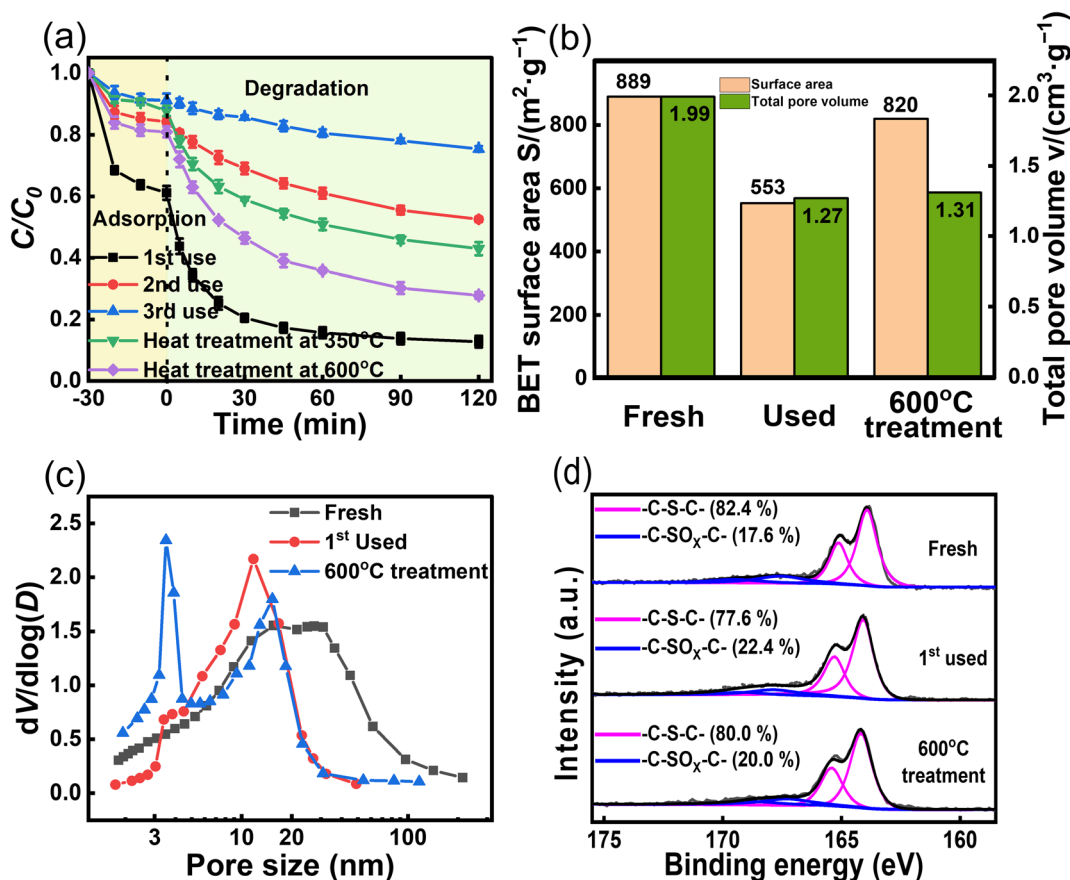 (a)
C/C₀
1.0
0.8
0.6
0.4
0.2
0.0
-30
0
30
60
90
120
Time (min)
Degradation
Adsorption
1st use
2nd use
3rd use
Heat treatment at 350°C
Heat treatment at 600°C
(b)
BET surface area S/(m²·g⁻¹)
800
600
400
200
0
889
1.99
553
1.27
820
1.31
Surface area
Total pore volume
Fresh
Used
600°C
treatment
2.0
1.5
1.0
0.5
0.0
Total pore volume v/(cm³·g⁻¹)
(c)
dV/dlog(D)
2.5
2.0
1.5
1.0
0.5
0.0
Fresh
1st Used
600°C treatment
3
10
20
100
Pore size (nm)
(d)
Intensity (a.u.)
-C-S-C- (82.4 %)
-C-SOX-C- (17.6 %)
Fresh
-C-S-C- (77.6 %)
-C-SOX-C- (22.4 %)
1st used
-C-S-C- (80.0 %)
-C-SOX-C- (20.0 %)
600°C
treatment
175
170
165
160
Binding energy (eV)